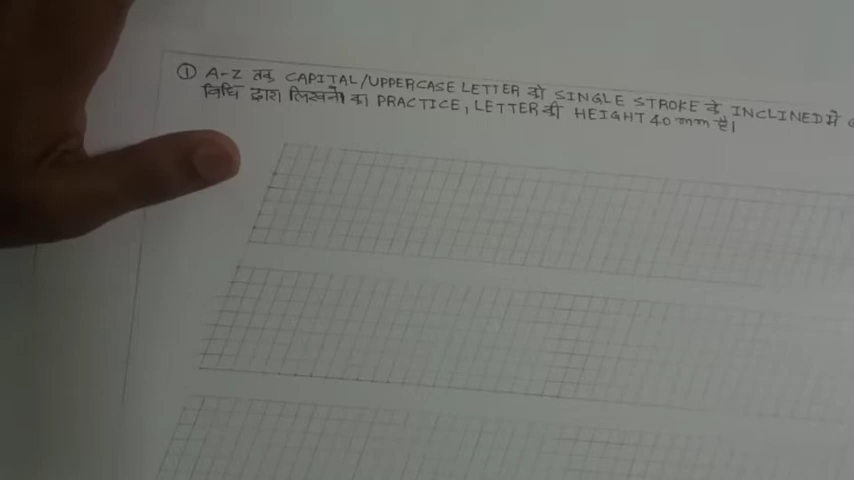 ① A-Z तक CAPITAL/UPPERCASE LETTER को SINGLE STROKE के INCLINED में
विधि द्वारा लिखने का PRACTICE, LETTER की HEIGHT 40 mm है।